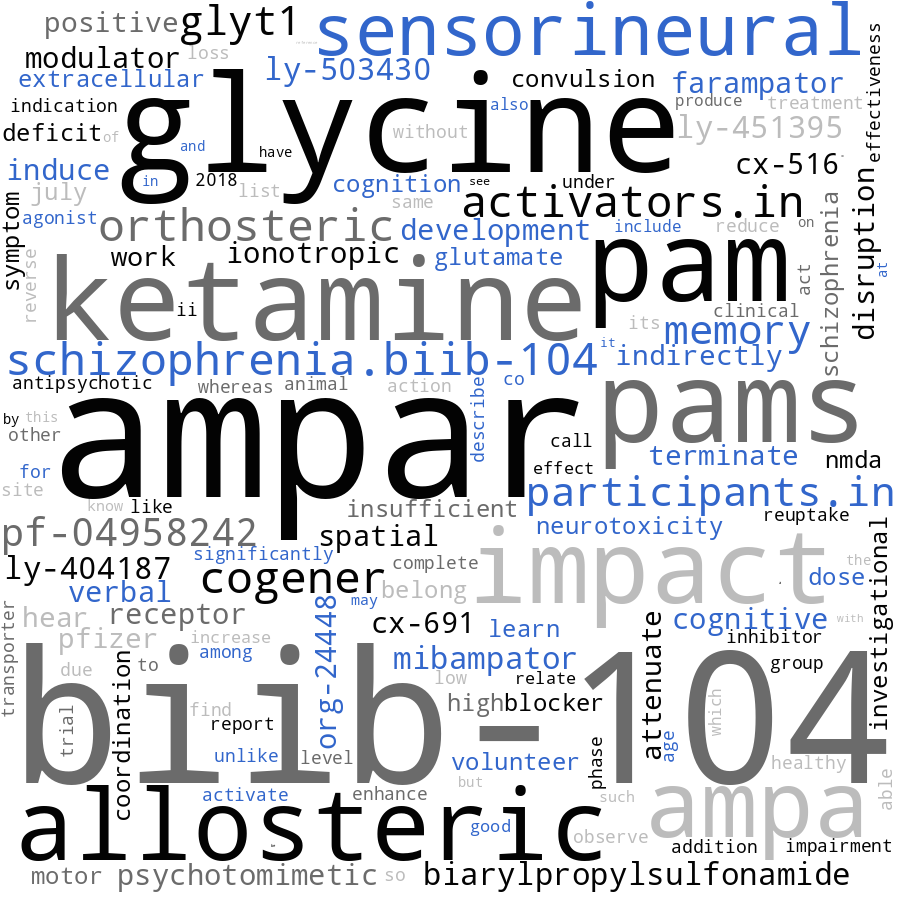 positive glyt1 sensorineural
modulator loss
extracellular ly-503430 convulsion farampator
indication glycine also produce treatment effectiveness
deficit of without ly-451395
and have cx-516
induce in 2018 list cognition see under
july same activators.in
symptom agonist orthosteric development include reduce on
work ionotropic glutamate pam schizophrenia disruption at
reverse ketamine act
ii clinical
its memory
schizophrenia.biib-104 it indirectly
antipsychotic whereas animal action co pams
by this ampar describe
other call
for effect terminate nmda
site participants.in
know like insufficient reuptake
pf-04958242 spatial neurotoxicity
significantly impact
ly-404187 cogener complete the
verbal belong dose investigational
transporter may
hear receptor cx-691 learn cognitive with
pfizer increase org-24448 attenuate inhibitor
among mibampator
due to low relate group
biib-104
coordination find high blocker which
trial report age
unlike level volunteer phase healthy
but able
activate enhance such ampa
allosteric good observe
addition impairment
motor psychotomimetic so biarylpropylsulfonamide